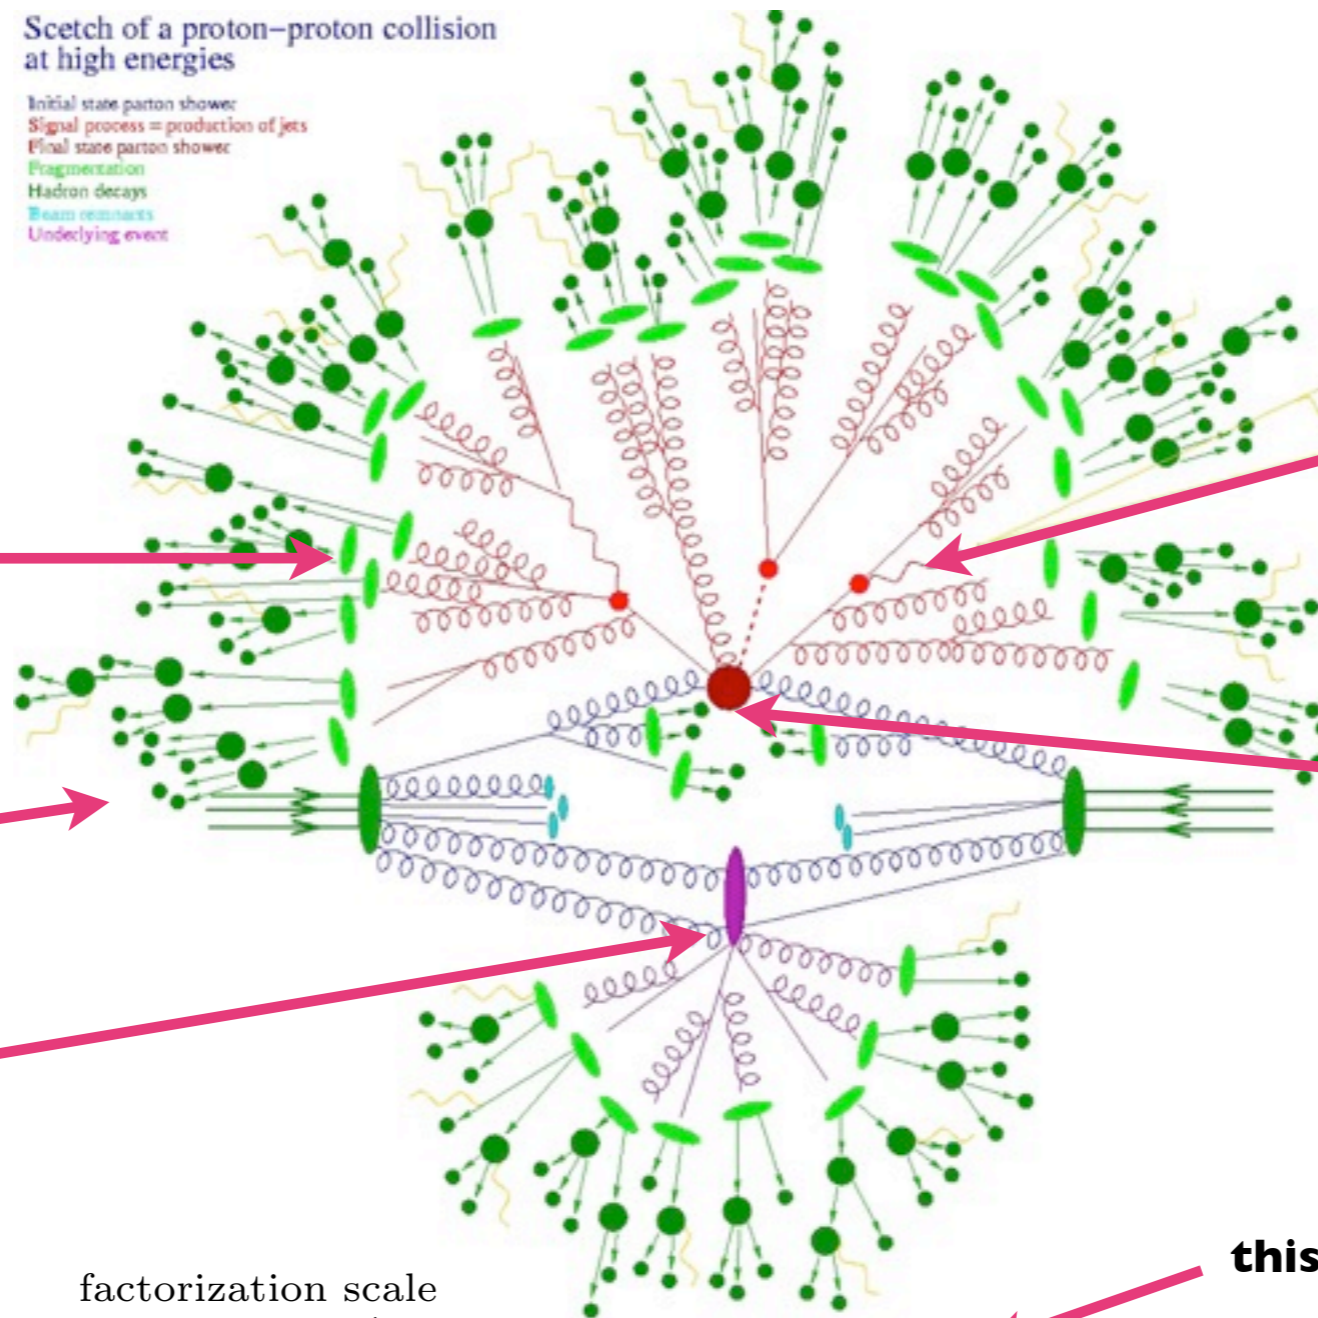 Scetch of a proton–proton collision
at high energies
Initial state parton shower
Signal process = production of jets
Final state parton shower
Fragmentation
Hadron decays
Beam remnants
Underlying event
this
factorization scale